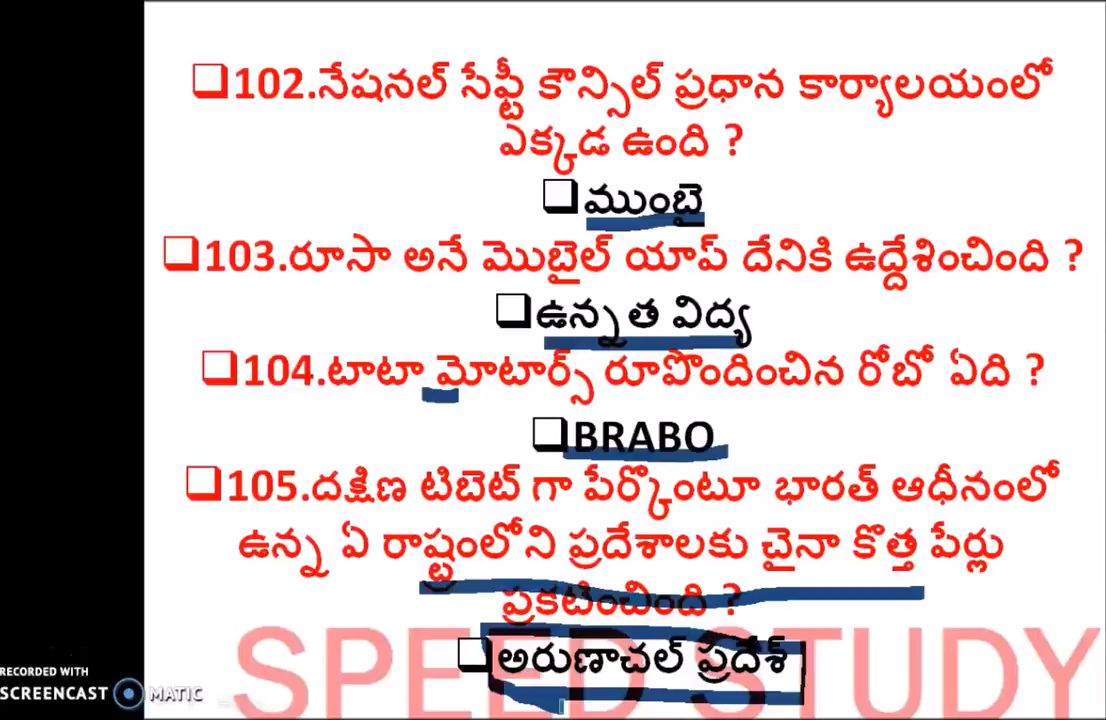 ❑102.నేషనల్ సేఫ్టీ కౌన్సిల్ ప్రధాన కార్యాలయంలో
ఎక్కడ ఉంది ?
❑ముంబై
❑103.రూసా అనే మొబైల్ యాప్ దేనికి ఉద్దేశించింది ?
❑ఉన్నత విద్య
❑104.టాటా మోటార్స్ రూపొందించిన రోబో ఏది ?
❑BRABO
❑105.దక్షిణ టిబెట్ గా పేర్కొంటూ భారత్ ఆధీనంలో
ఉన్న ఏ రాష్ట్రంలోని ప్రదేశాలకు చైనా కొత్త పేర్లు
ప్రకటించింది ?
❑అరుణాచల్ ప్రదేశ్
SPEED STUDY
RECORDED WITH
SCREENCAST MATIC